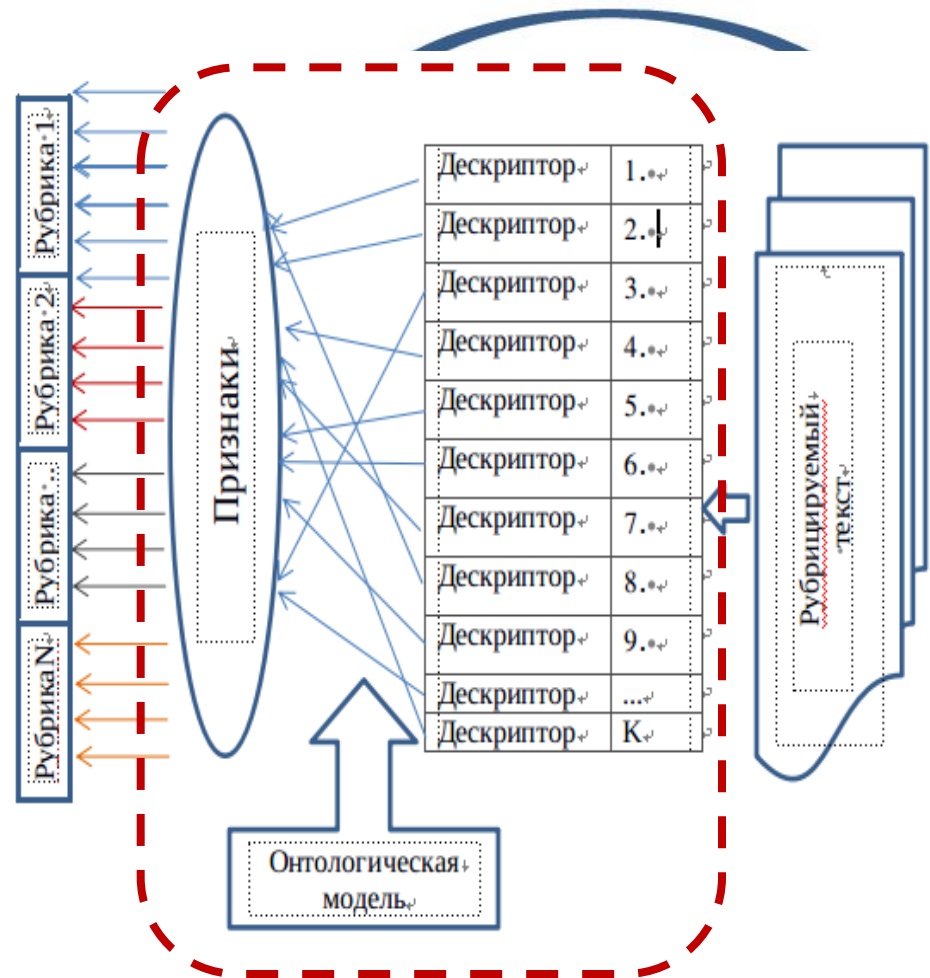 Рубрика 1
Рубрика 2
Рубрика ..
РубрикаN
Признаки
Дескриптор 1.
Дескриптор 2.
Дескриптор 3.
Дескриптор 4.
Дескриптор 5.
Дескриптор 6.
Дескриптор 7.
Дескриптор 8.
Дескриптор 9.
Дескриптор ...
Дескриптор К
Рубрицируемый
текст
Онтологическая
модель